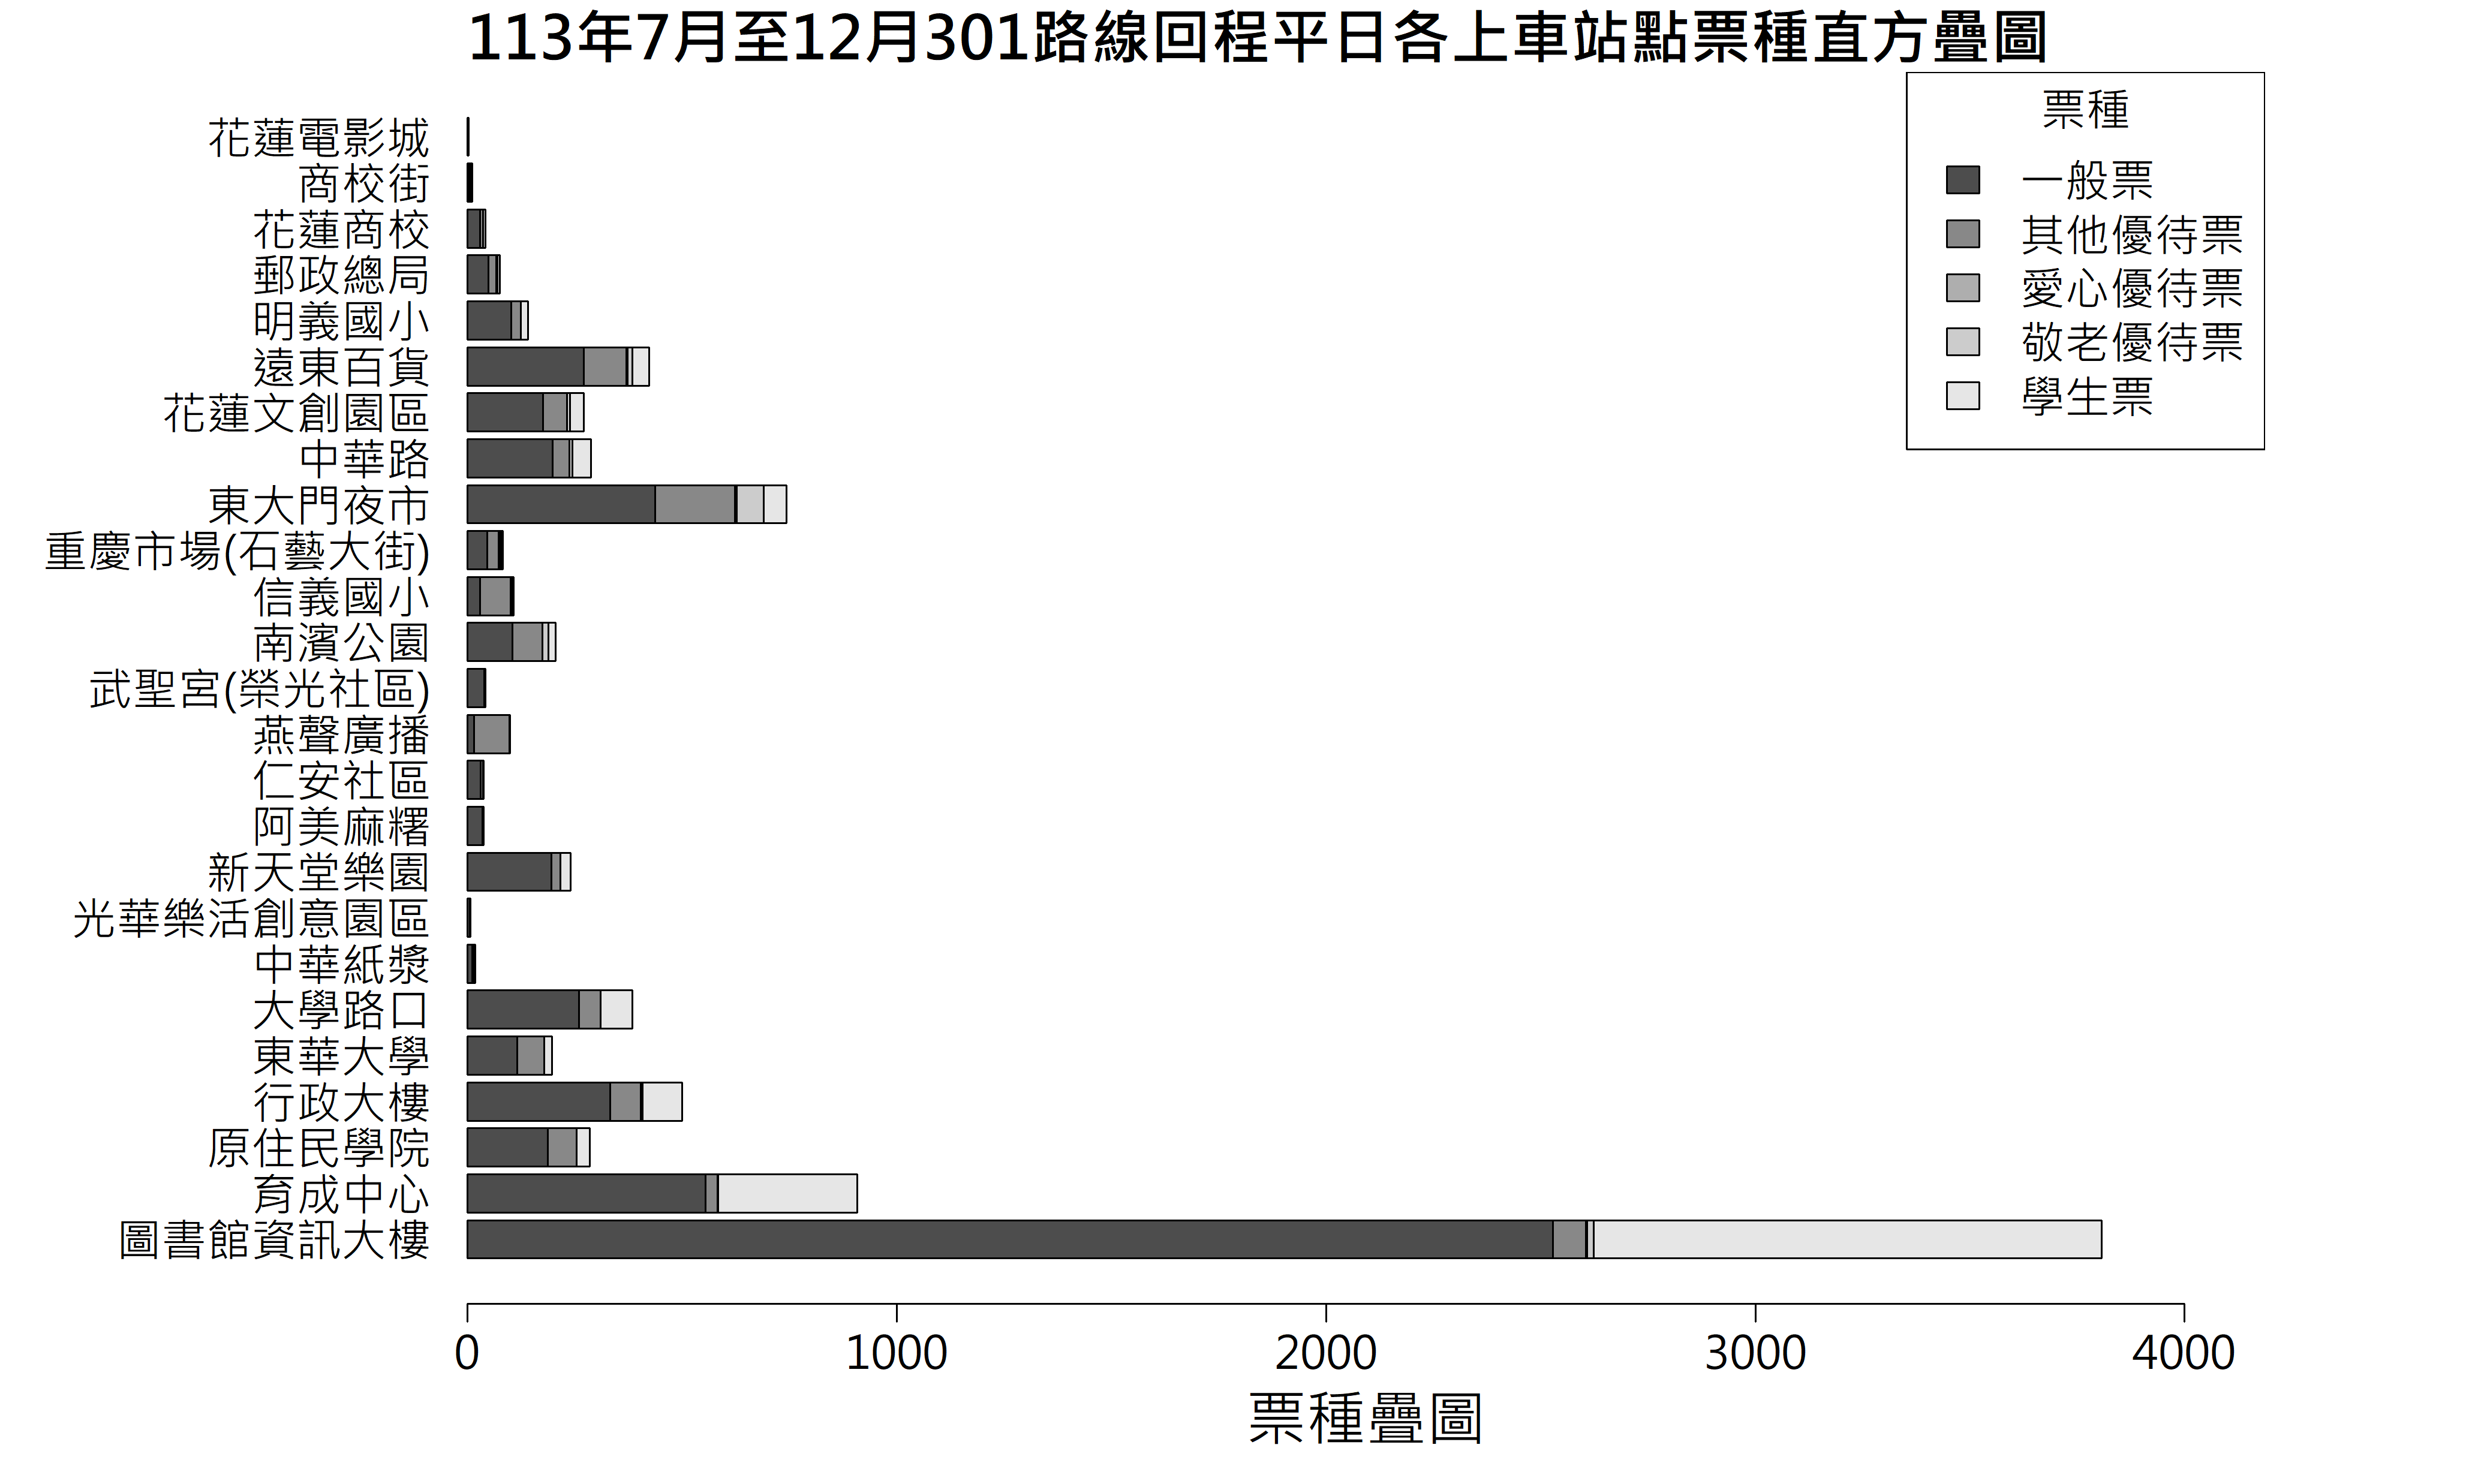 113年7月至12月301路線回程平日各上車站點票種直方疊圖
票種
一般票
其他優待票
愛心優待票
敬老優待票
學生票
花蓮電影城
商校街
花蓮商校
郵政總局
明義國小
遠東百貨
花蓮文創園區
中華路
東大門夜市
重慶市場(石藝大街)
信義國小
南濱公園
武聖宮(榮光社區)
燕聲廣播
仁安社區
阿美麻糬
新天堂樂園
光華樂活創意園區
中華紙漿
大學路口
東華大學
行政大樓
原住民學院
育成中心
圖書館資訊大樓
0 1000 2000 3000 4000
票種疊圖